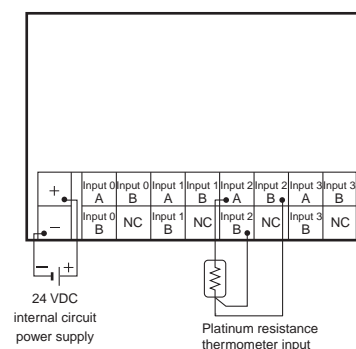 + Input 0 Input 0 Input 1 Input 1 Input 2 Input 2 Input 3 Input 3
A B A B A B A B
− Input 0 NC Input 1 NC Input 2 NC Input 3 NC
B B B B
− +
24 VDC
internal circuit
power supply
Platinum resistance
thermometer input